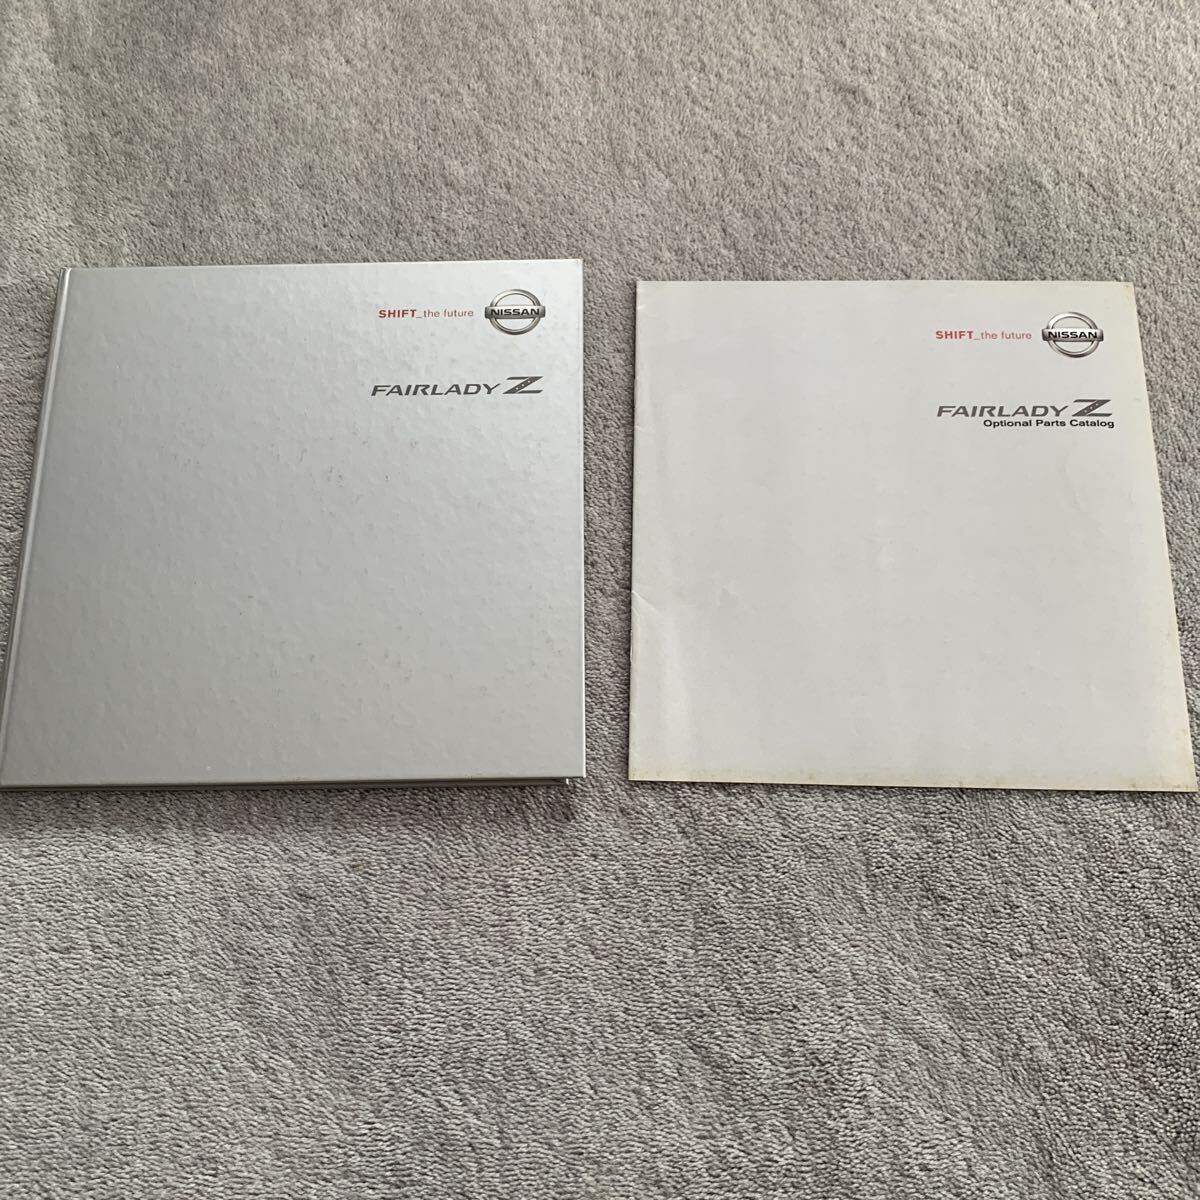 SHIFT_the future NISSAN
FAIRLADY Z
SHIFT_the future NISSAN
FAIRLADY Z
Optional Parts Catalog